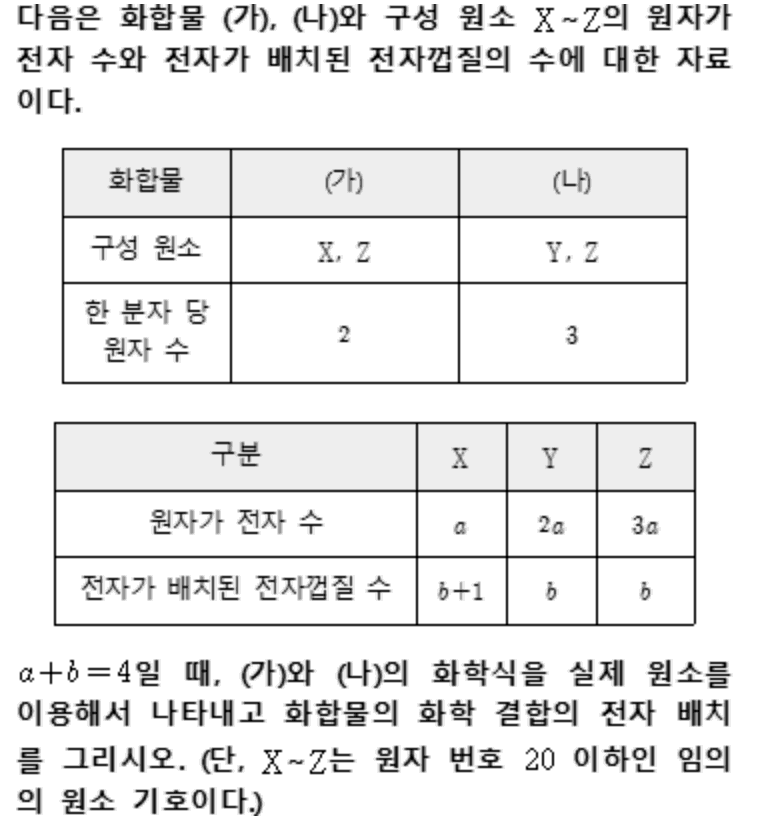 다음은 화합물 (가), (나)와 구성 원소 X~Z의 원자가
전자 수와 전자가 배치된 전자껍질의 수에 대한 자료
이다.
화합물 (가) (나)
구성 원소 X, Z Y, Z
한 분자 당
원자 수 2 3
구분 X Y Z
원자가 전자 수 a 2a 3a
전자가 배치된 전자껍질 수 b+1 b b
a+b=4일 때, (가)와 (나)의 화학식을 실제 원소를
이용해서 나타내고 화합물의 화학 결합의 전자 배치
를 그리시오. (단, X~Z는 원자 번호 20 이하인 임의
의 원소 기호이다.)